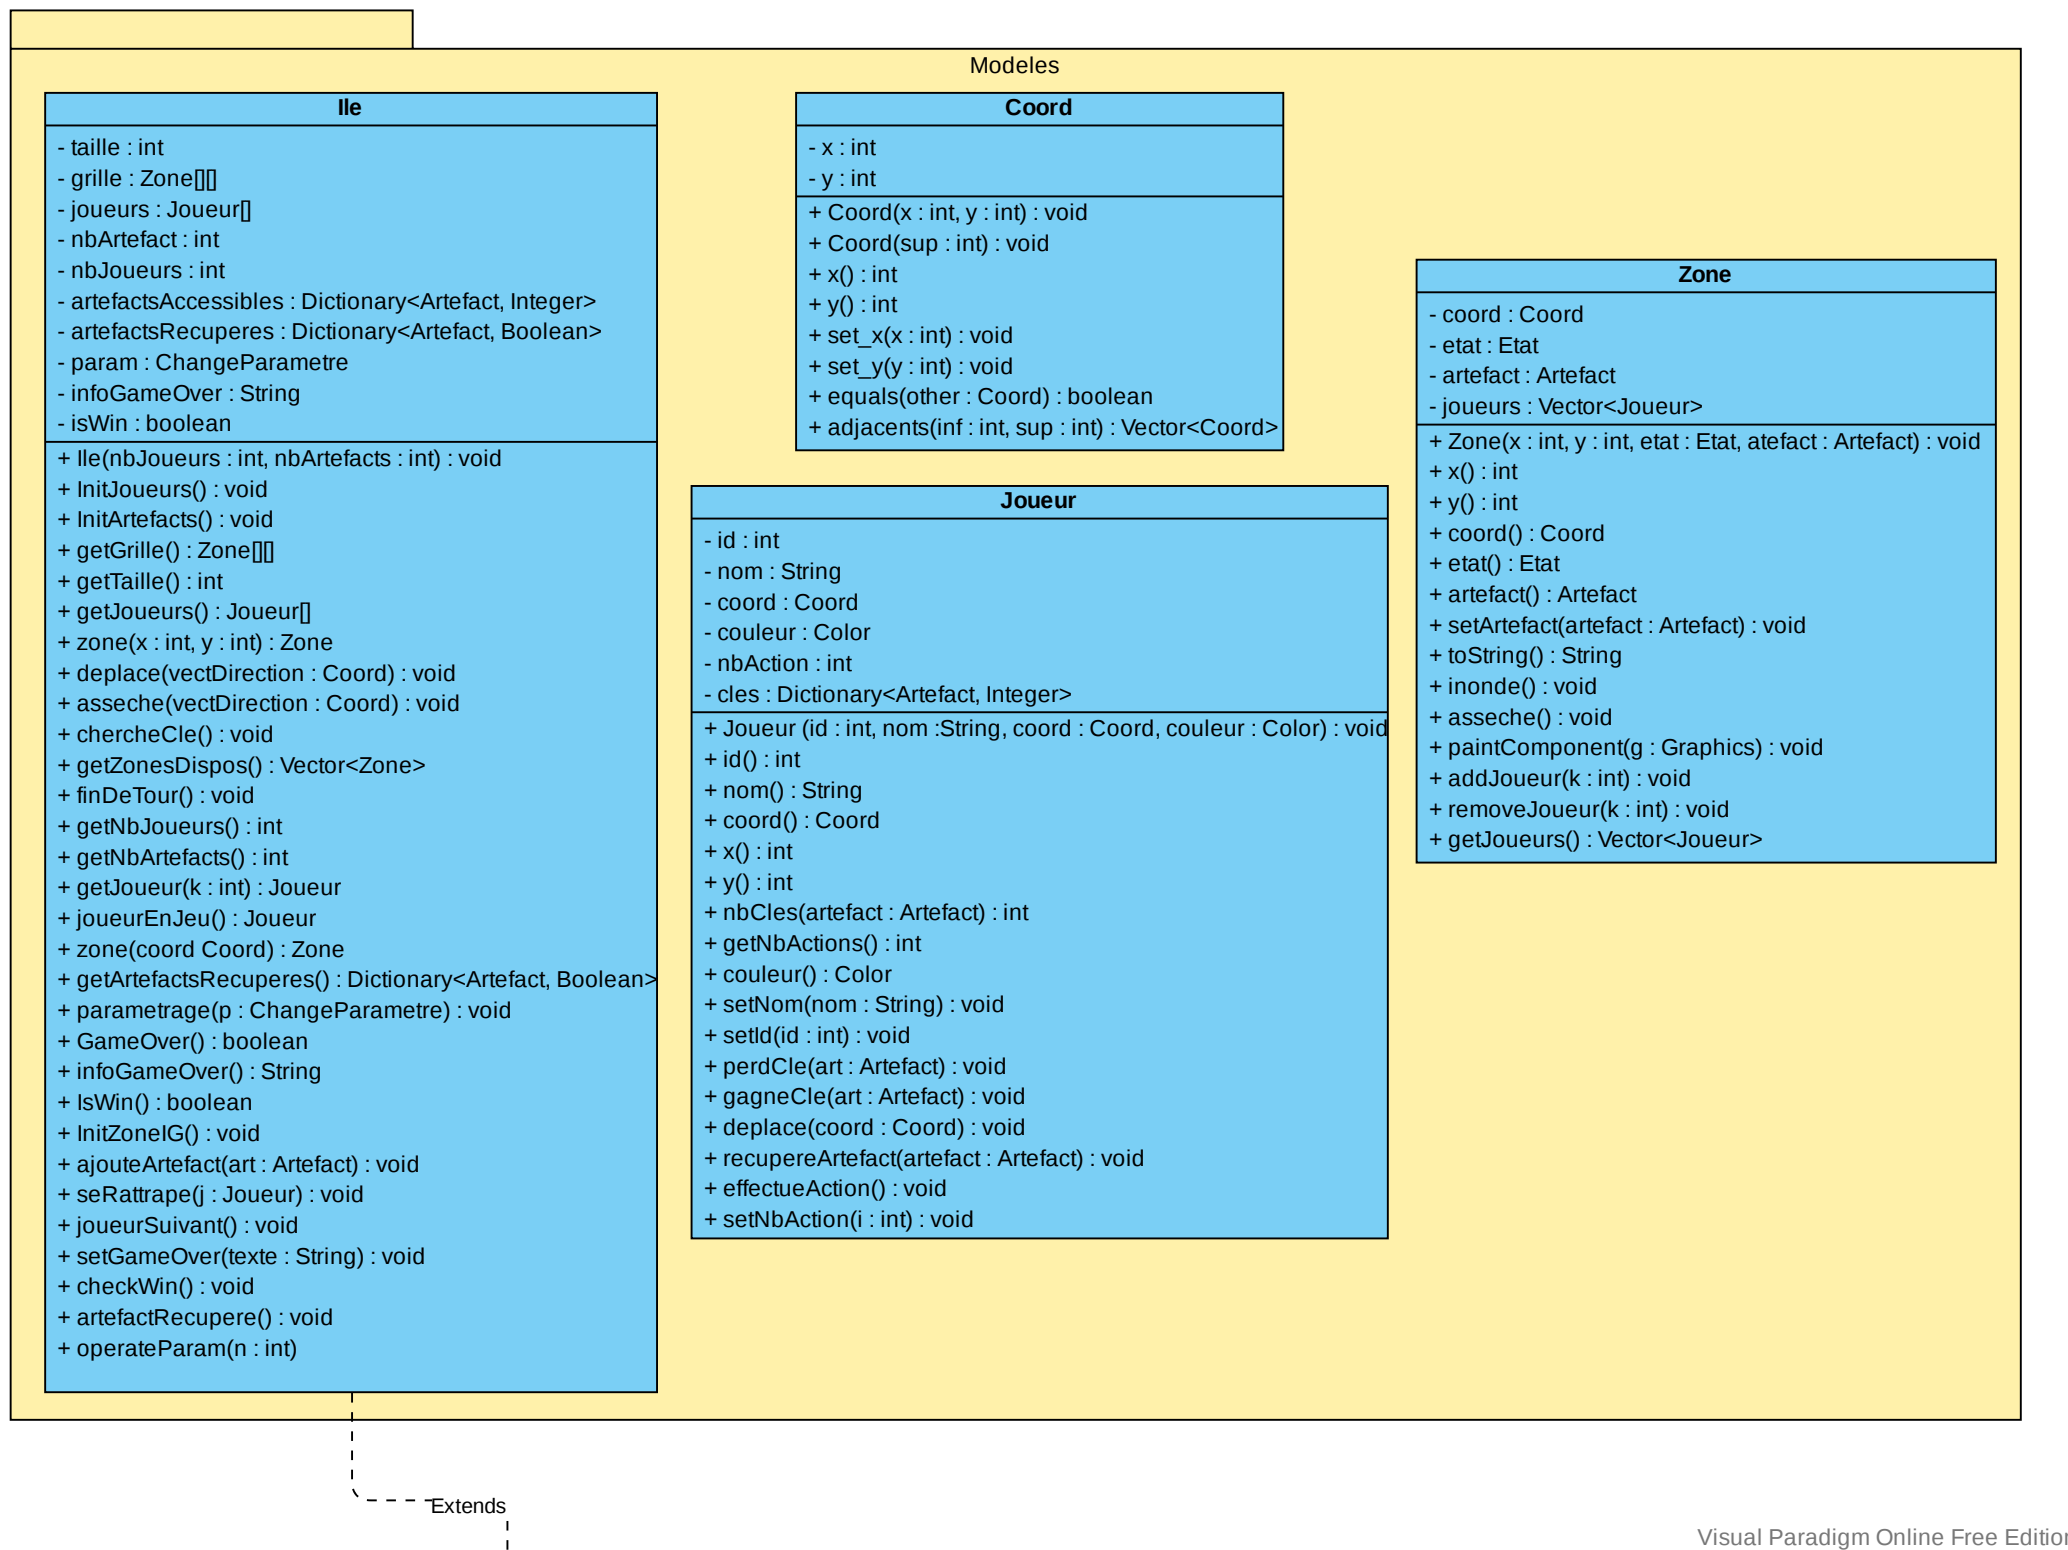 Modeles
Ile
- taille : int
- grille : Zone[][]
- joueurs : Joueur[]
- nbArtefact : int
- nbJoueurs : int
- artefactsAccessibles : Dictionary<Artefact, Integer>
- artefactsRecuperes : Dictionary<Artefact, Boolean>
- param : ChangeParametre
- infoGameOver : String
- isWin : boolean
+ Ile(nbJoueurs : int, nbArtefacts : int) : void
+ InitJoueurs() : void
+ InitArtefacts() : void
+ getGrille() : Zone[][]
+ getTaille() : int
+ getJoueurs() : Joueur[]
+ zone(x : int, y : int) : Zone
+ deplace(vectDirection : Coord) : void
+ asseche(vectDirection : Coord) : void
+ chercheCle() : void
+ getZonesDispos() : Vector<Zone>
+ finDeTour() : void
+ getNbJoueurs() : int
+ getNbArtefacts() : int
+ getJoueur(k : int) : Joueur
+ joueurEnJeu() : Joueur
+ zone(coord Coord) : Zone
+ getArtefactsRecuperes() : Dictionary<Artefact, Boolean>
+ parametrage(p : ChangeParametre) : void
+ GameOver() : boolean
+ infoGameOver() : String
+ IsWin() : boolean
+ InitZoneIG() : void
+ ajouteArtefact(art : Artefact) : void
+ seRattrape(j : Joueur) : void
+ joueurSuivant() : void
+ setGameOver(texte : String) : void
+ checkWin() : void
+ artefactRecupere() : void
+ operateParam(n : int)
Coord
- x : int
- y : int
+ Coord(x : int, y : int) : void
+ Coord(sup : int) : void
+ x() : int
+ y() : int
+ set_x(x : int) : void
+ set_y(y : int) : void
+ equals(other : Coord) : boolean
+ adjacents(inf : int, sup : int) : Vector<Coord>
Joueur
- id : int
- nom : String
- coord : Coord
- couleur : Color
- nbAction : int
- cles : Dictionary<Artefact, Integer>
+ Joueur (id : int, nom :String, coord : Coord, couleur : Color) : void
+ id() : int
+ nom() : String
+ coord() : Coord
+ x() : int
+ y() : int
+ nbCles(artefact : Artefact) : int
+ getNbActions() : int
+ couleur() : Color
+ setNom(nom : String) : void
+ setId(id : int) : void
+ perdCle(art : Artefact) : void
+ gagneCle(art : Artefact) : void
+ deplace(coord : Coord) : void
+ recupereArtefact(artefact : Artefact) : void
+ effectueAction() : void
+ setNbAction(i : int) : void
Zone
- coord : Coord
- etat : Etat
- artefact : Artefact
- joueurs : Vector<Joueur>
+ Zone(x : int, y : int, etat : Etat, atefact : Artefact) : void
+ x() : int
+ y() : int
+ coord() : Coord
+ etat() : Etat
+ artefact() : Artefact
+ setArtefact(artefact : Artefact) : void
+ toString() : String
+ inonde() : void
+ asseche() : void
+ paintComponent(g : Graphics) : void
+ addJoueur(k : int) : void
+ removeJoueur(k : int) : void
+ getJoueurs() : Vector<Joueur>
Extends
Visual Paradigm Online Free Edition